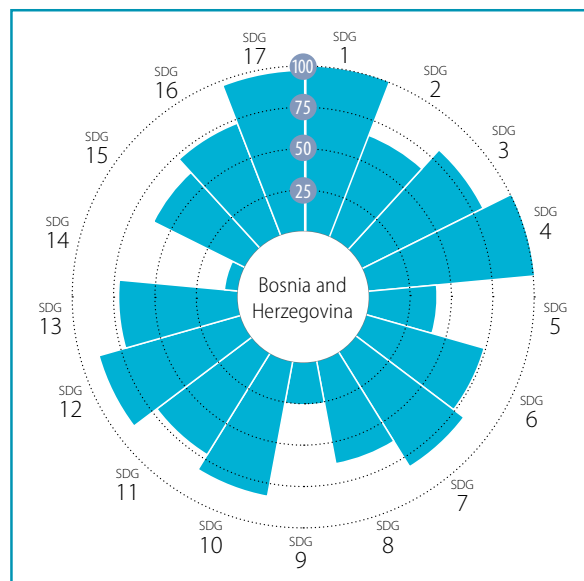 SDG
1
SDG
2
SDG
3
SDG
4
SDG
5
SDG
6
SDG
7
SDG
8
SDG
9
SDG
10
SDG
11
SDG
12
SDG
13
SDG
14
SDG
15
SDG
16
SDG
17
100
75
50
25
Bosnia and
Herzegovina